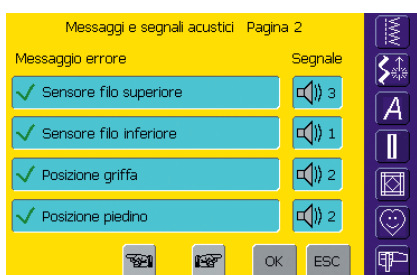 Messaggi e segnali acustici Pagina 2
Messaggio errore Segnale
Sensore filo superiore 3
Sensore filo inferiore 1
Posizione griffa 2
Posizione piedino 2
OK ESC
A